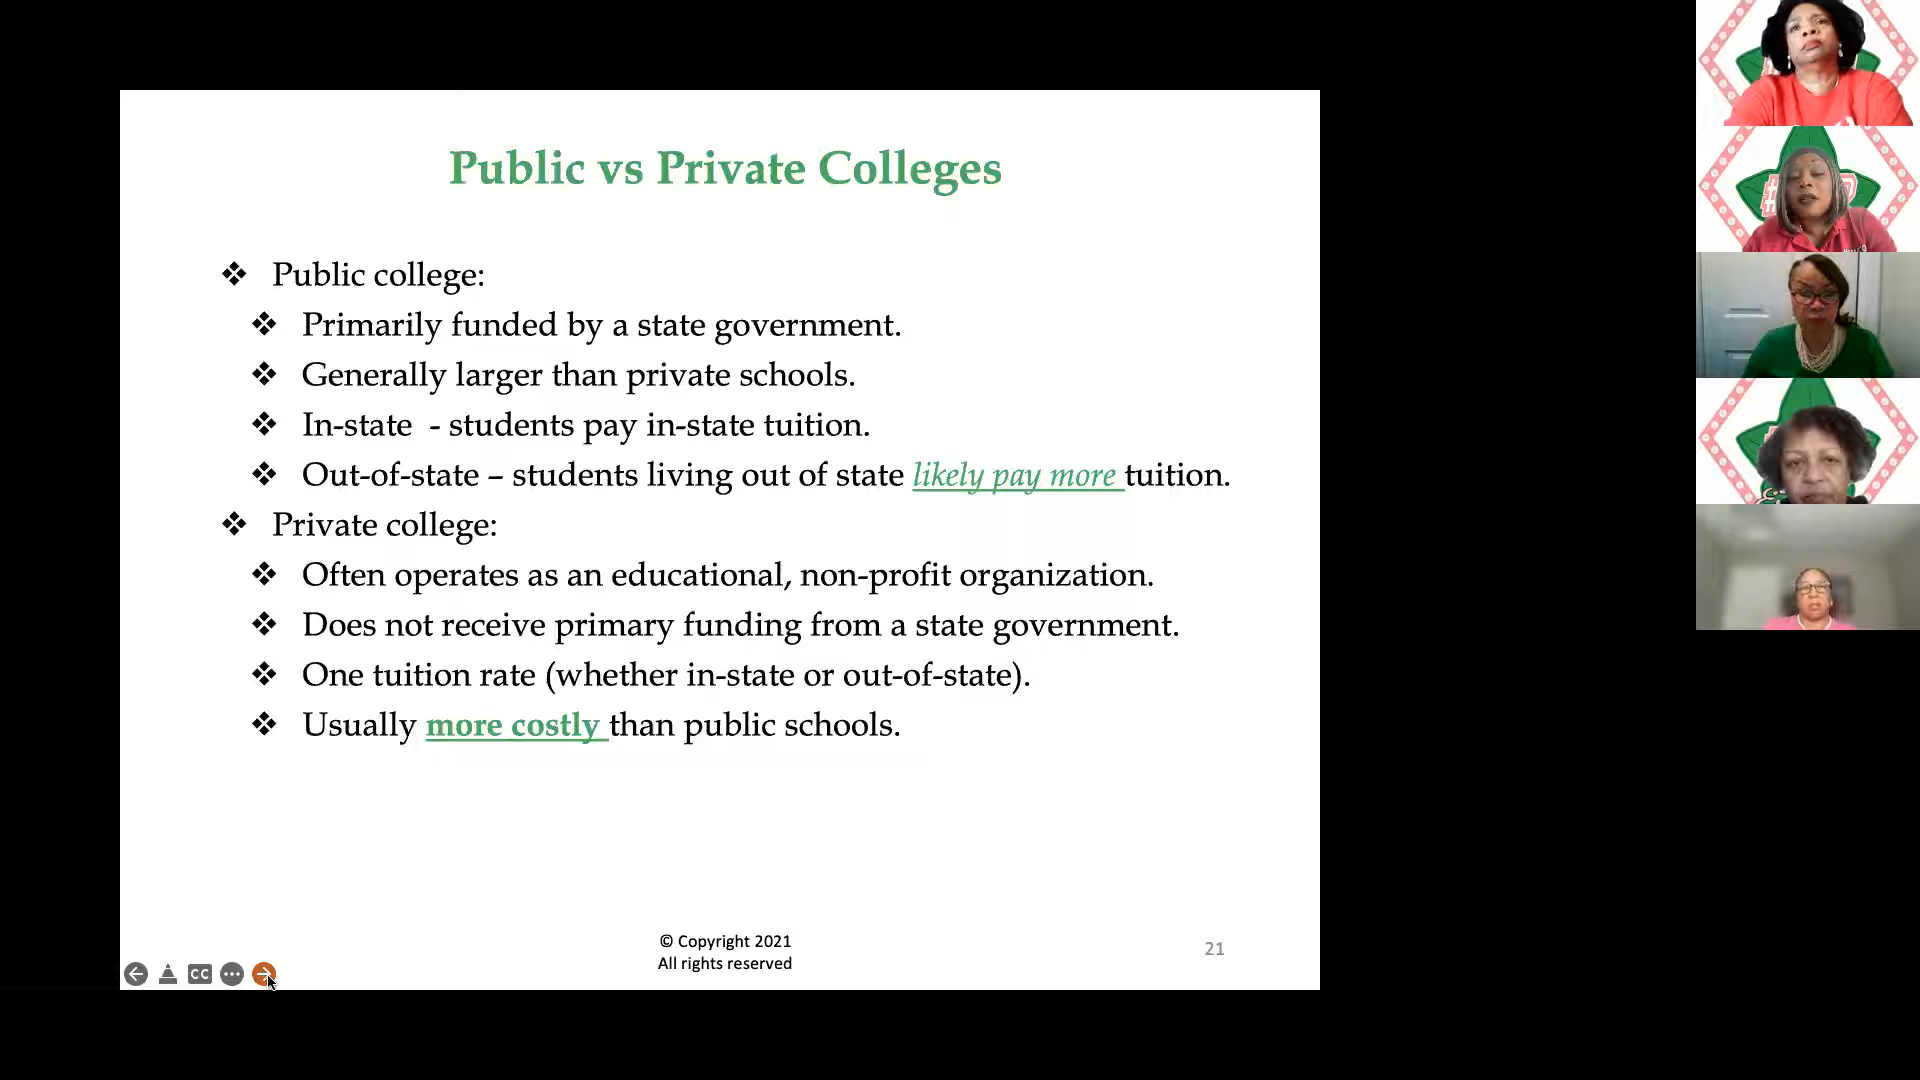 Public vs Private Colleges
❖ Public college:
❖ Primarily funded by a state government.
❖ Generally larger than private schools.
❖ In-state - students pay in-state tuition.
❖ Out-of-state – students living out of state likely pay more tuition.
❖ Private college:
❖ Often operates as an educational, non-profit organization.
❖ Does not receive primary funding from a state government.
❖ One tuition rate (whether in-state or out-of-state).
❖ Usually more costly than public schools.
© Copyright 2021
All rights reserved
21
CC